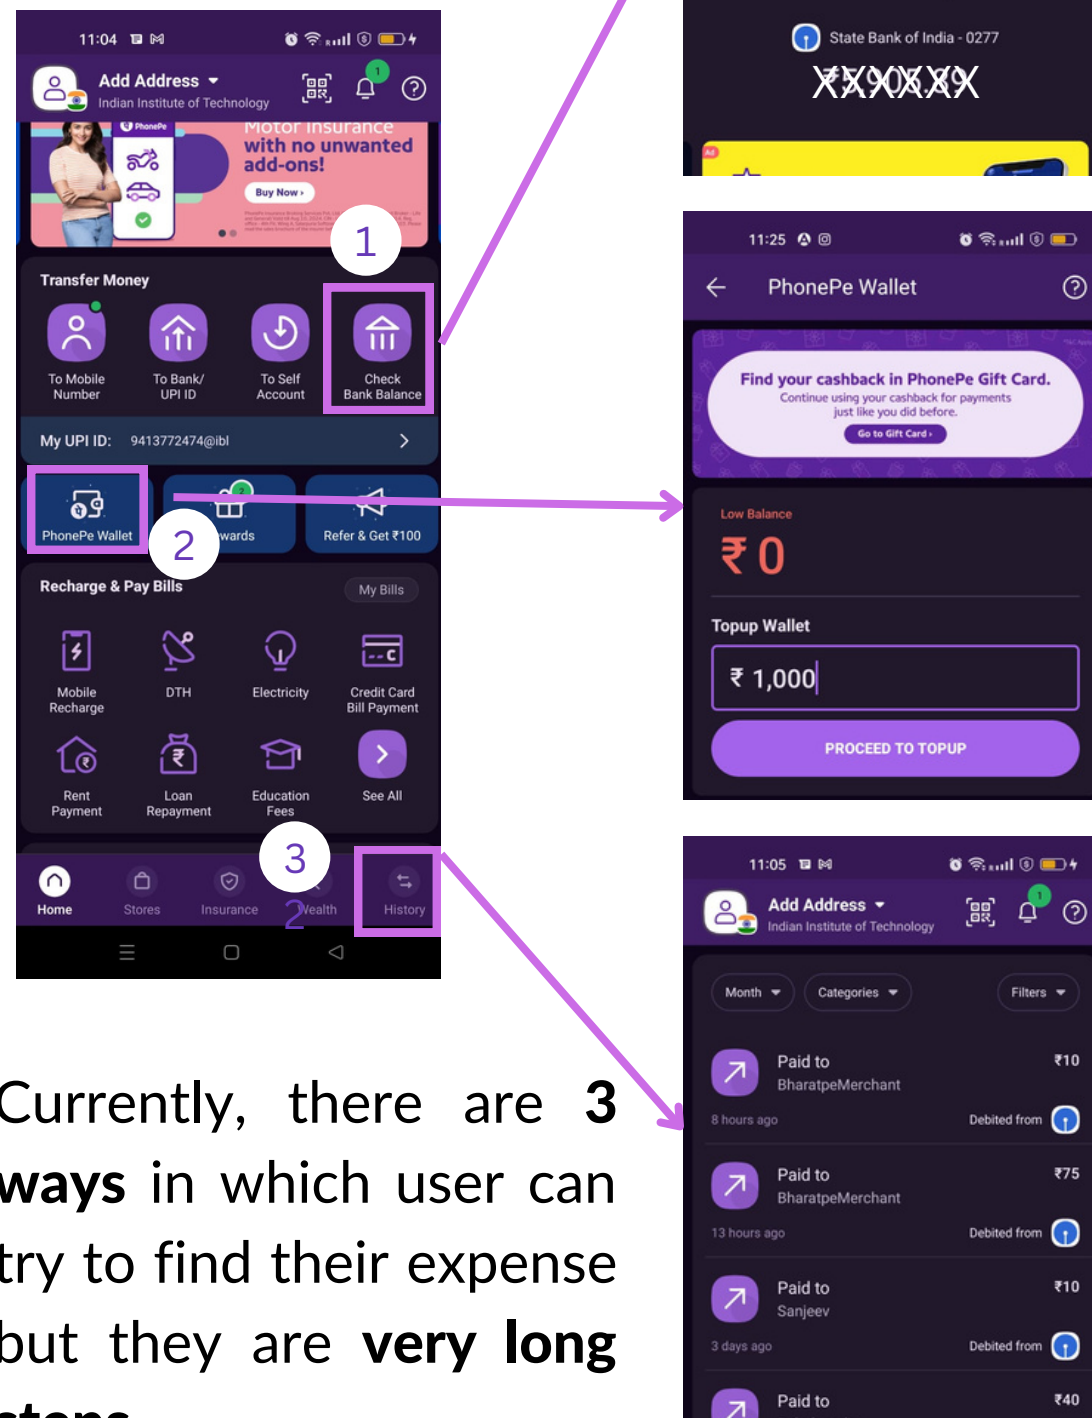 11:04
Add Address
Indian Institute of Technology
1
PhonePe
Motor Insurance
with no unwanted
add-ons!
Buy Now ›
1
Transfer Money
To Mobile
Number
To Bank/
UPI ID
To Self
Account
Check
Bank Balance
My UPI ID: 9413772474@ibl
PhonePe Wallet
Refer & Get ₹100
2
Recharge & Pay Bills
My Bills
Mobile
Recharge
DTH
Electricity
Credit Card
Bill Payment
Rent
Payment
Loan
Repayment
Education
Fees
See All
3
2
Home
Stores
Insurance
Wealth
History
Currently, there are 3
ways in which user can
try to find their expense
but they are very long
steps
State Bank of India - 0277
Ad
11:25
PhonePe Wallet
Find your cashback in PhonePe Gift Card.
Continue using your cashback for payments
just like you did before.
Go to Gift Card ›
Low Balance
₹ 0
Topup Wallet
₹ 1,000
PROCEED TO TOPUP
11:05
Add Address
Indian Institute of Technology
1
Month
Categories
Filters
Paid to ₹10
BharatpeMerchant
8 hours ago Debited from
Paid to ₹75
BharatpeMerchant
13 hours ago Debited from
Paid to ₹10
Sanjeev
3 days ago Debited from
Paid to ₹40